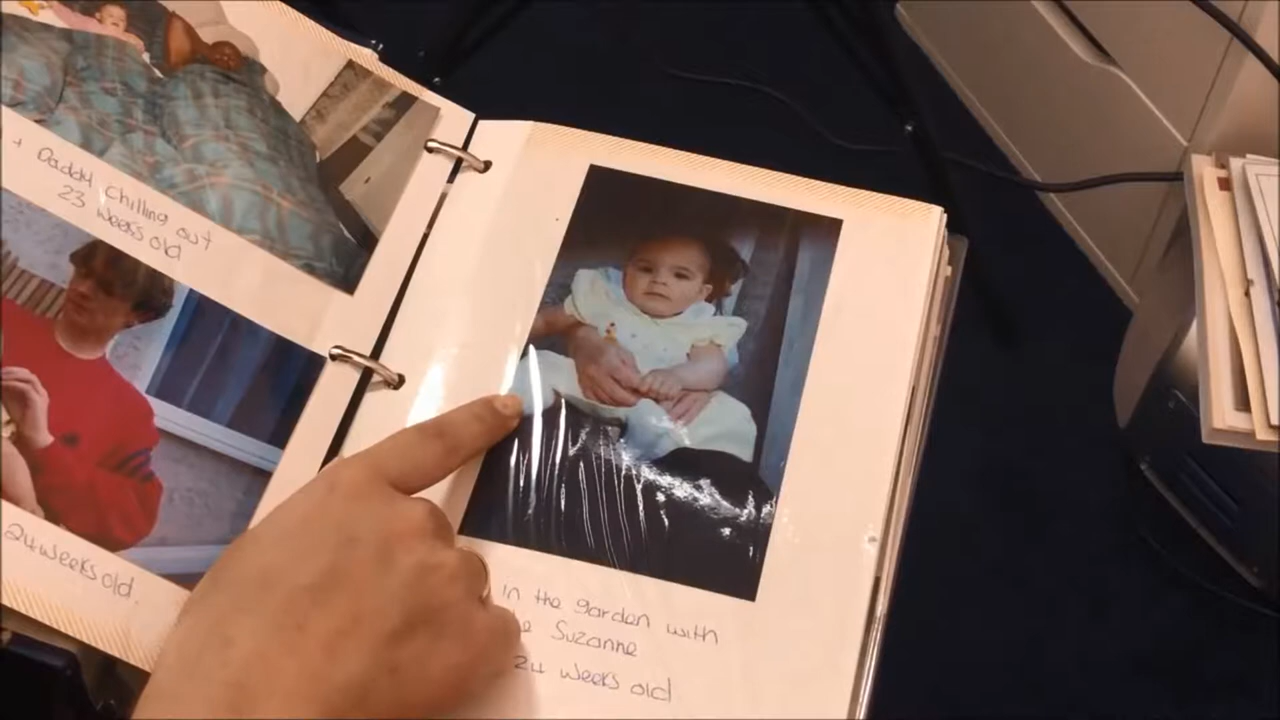 + Daddy Chilling out
23 weeks old
24 weeks old.
in the garden with
Suzanne
24 weeks old